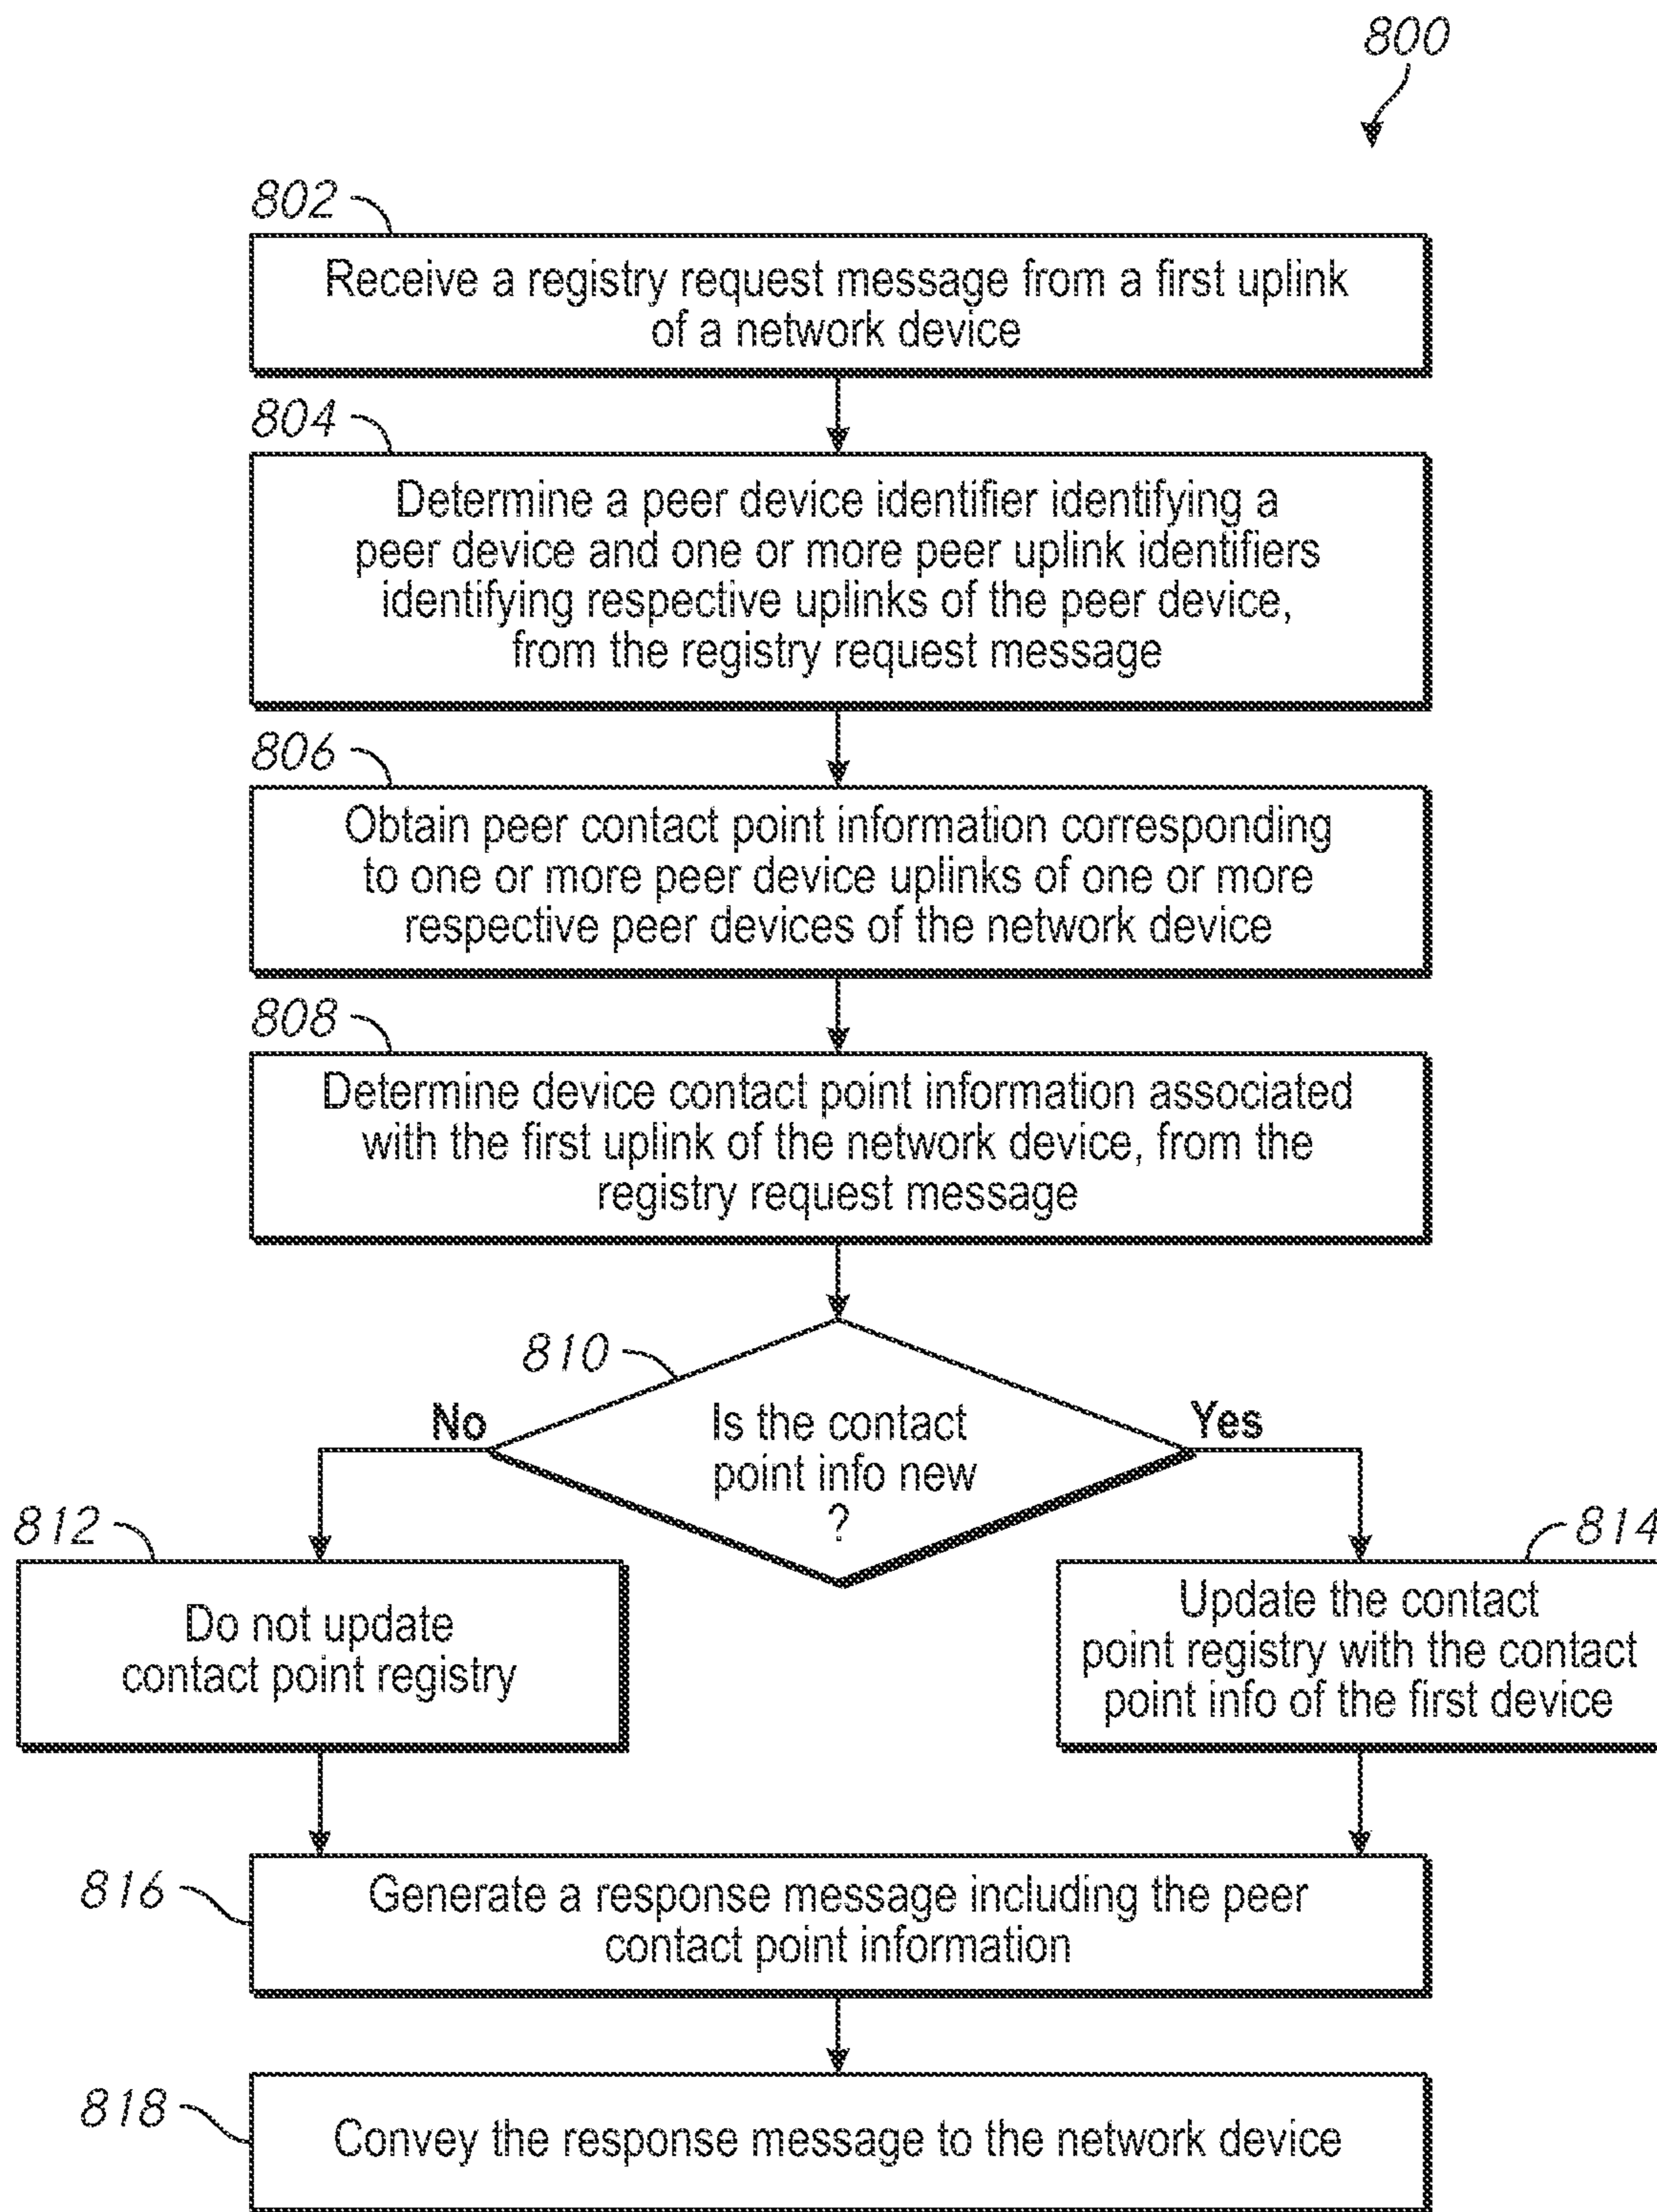 800
802
Receive a registry request message from a first uplink
of a network device
804
Determine a peer device identifier identifying a
peer device and one or more peer uplink identifiers
identifying respective uplinks of the peer device,
from the registry request message
806
Obtain peer contact point information corresponding
to one or more peer device uplinks of one or more
respective peer devices of the network device
808
Determine device contact point information associated
with the first uplink of the network device, from the
registry request message
810
Is the contact
point info new
?
No
Yes
812
Do not update
contact point registry
814
Update the contact
point registry with the contact
point info of the first device
816
Generate a response message including the peer
contact point information
818
Convey the response message to the network device